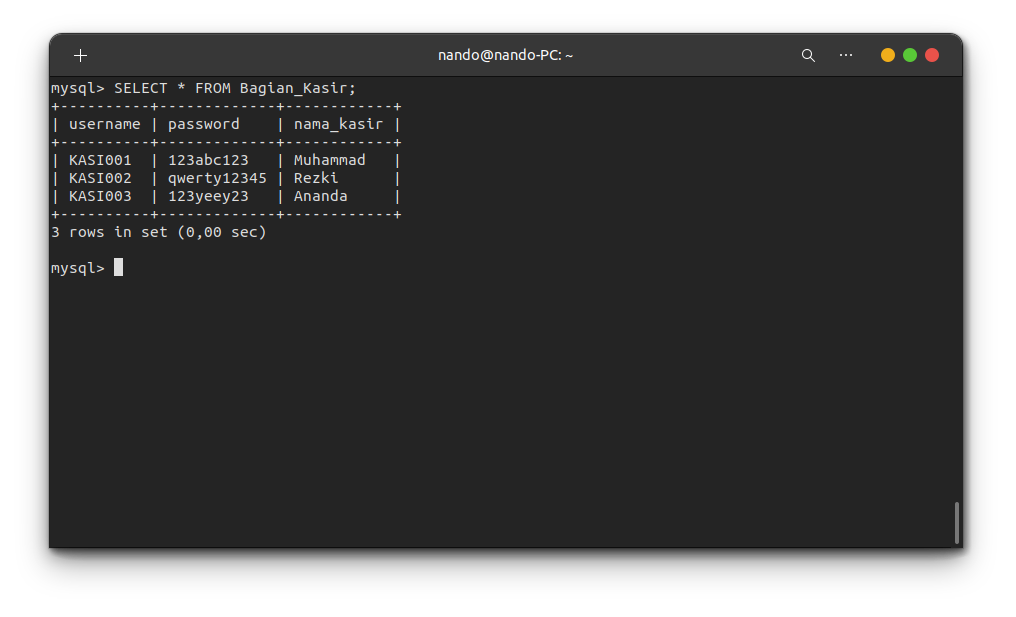 nando@nando-PC: ~
mysql> SELECT * FROM Bagian_Kasir;
+----------+-------------+------------+
| username | password    | nama_kasir |
+----------+-------------+------------+
| KASI001  | 123abc123   | Muhammad   |
| KASI002  | qwerty12345 | Rezki      |
| KASI003  | 123yeey23   | Ananda     |
+----------+-------------+------------+
3 rows in set (0,00 sec)
mysql>